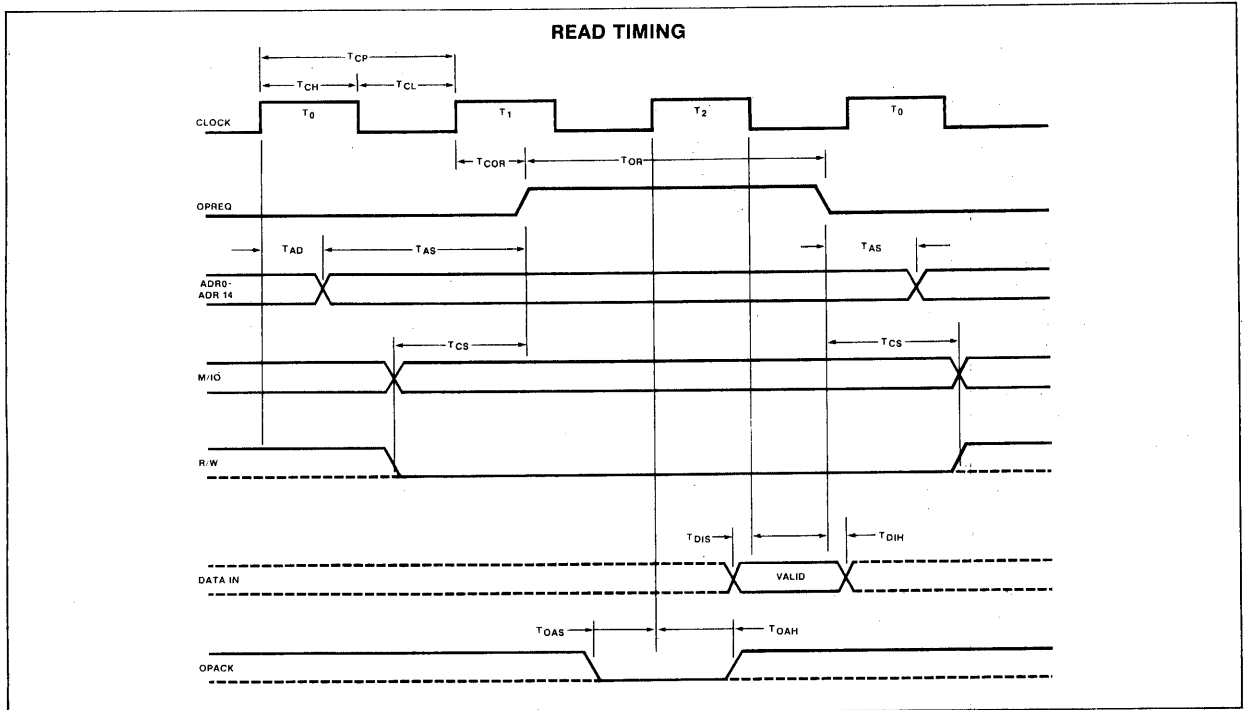 READ TIMING
TCP
TCH TCL
T0 T1 T2 T0
CLOCK
TCOR TOR
OPREQ
TAD TAS TAS
ADR0-
ADR 14
TCS TCS
M/IO
R/W
TDIS TDIH
DATA IN VALID
TOAS TOAH
OPACK